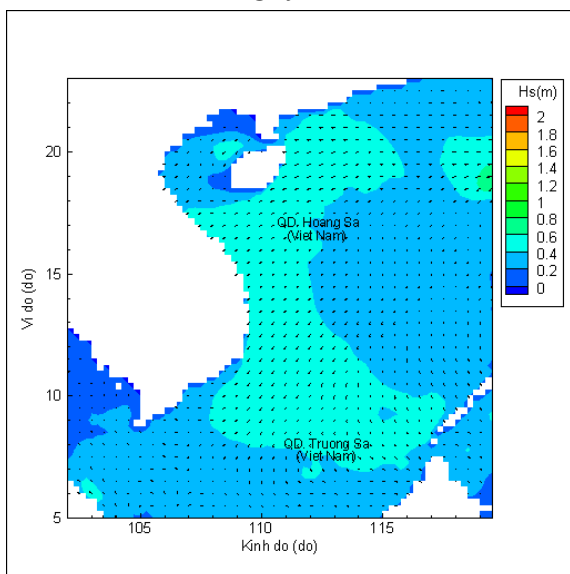 Hs(m)
2
1.8
1.6
1.4
1.2
1
0.8
0.6
0.4
0.2
0
20
15
10
5
Vi do (do)
QD. Hoang Sa
(Viet Nam)
QD. Truong Sa
(Viet Nam)
105
110
115
Kinh do (do)